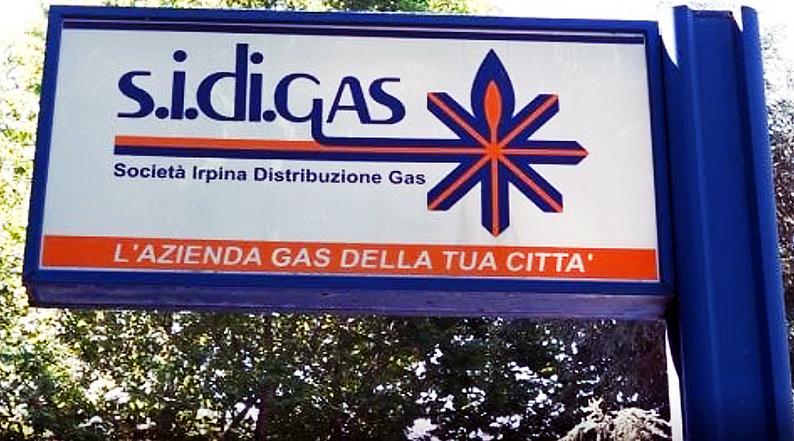 s.i.di.GAS
Società Irpina Distribuzione Gas
L'AZIENDA GAS DELLA TUA CITTA'